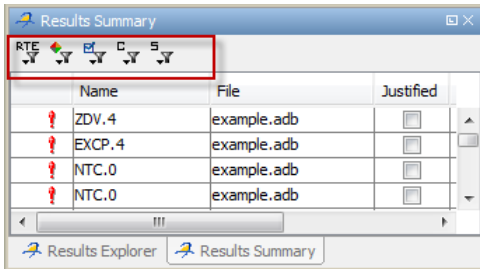 Results Summary
RTE C S
Name File Justified
ZDV.4 example.adb
EXCP.4 example.adb
NTC.0 example.adb
NTC.0 example.adb
Results Explorer Results Summary